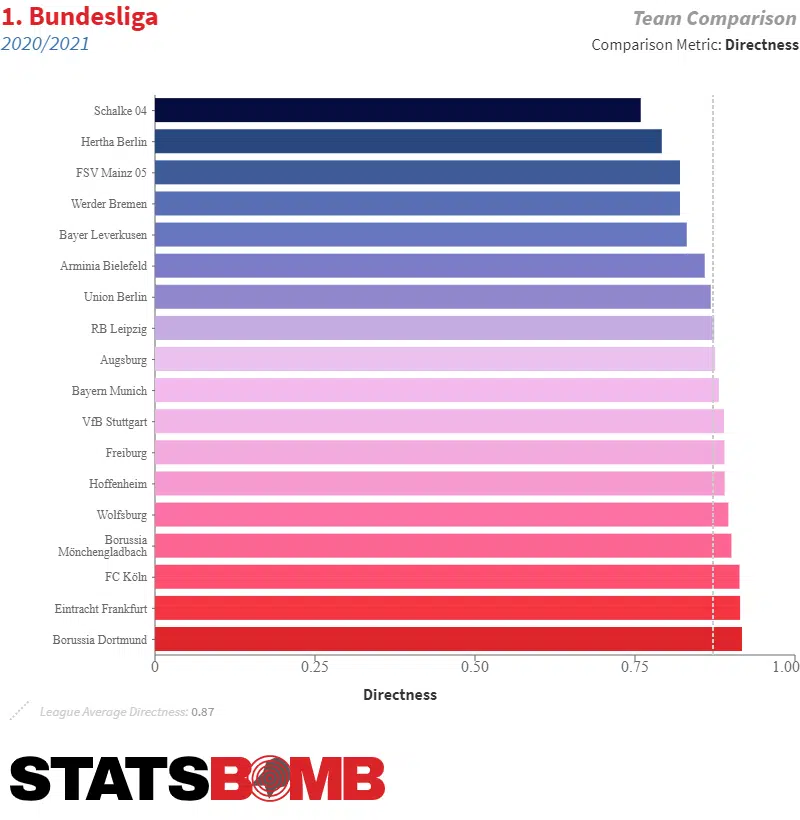 1. Bundesliga
Team Comparison
2020/2021
Comparison Metric: Directness
Schalke 04
Hertha Berlin
FSV Mainz 05
Werder Bremen
Bayer Leverkusen
Arminia Bielefeld
Union Berlin
RB Leipzig
Augsburg
Bayern Munich
VfB Stuttgart
Freiburg
Hoffenheim
Wolfsburg
Borussia
Mönchengladbach
FC Köln
Eintracht Frankfurt
Borussia Dortmund
0 0.25 0.50 0.75 1.00
Directness
League Average Directness: 0.87
STATSBOMB